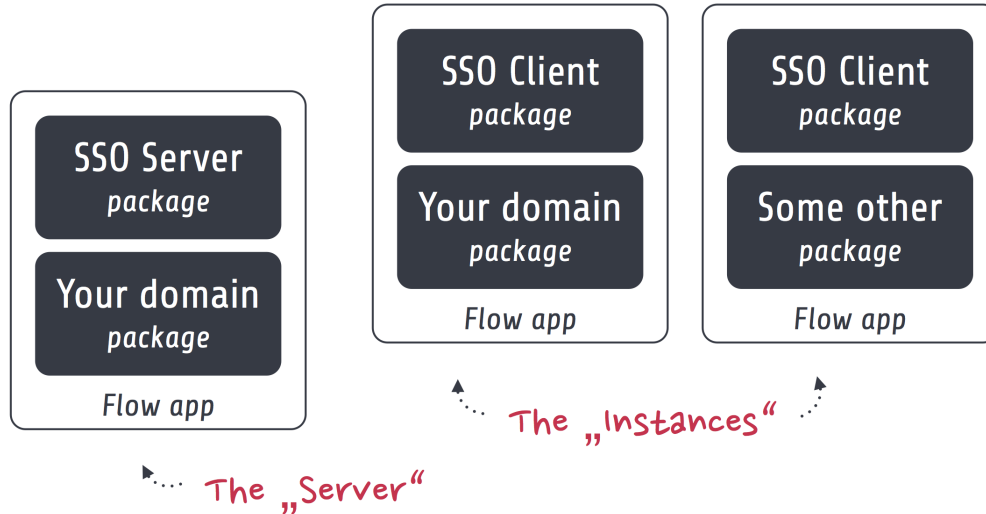 SSO Server
package
Your domain
package
Flow app
The „Server“
SSO Client
package
Your domain
package
Flow app
SSO Client
package
Some other
package
Flow app
The „Instances“